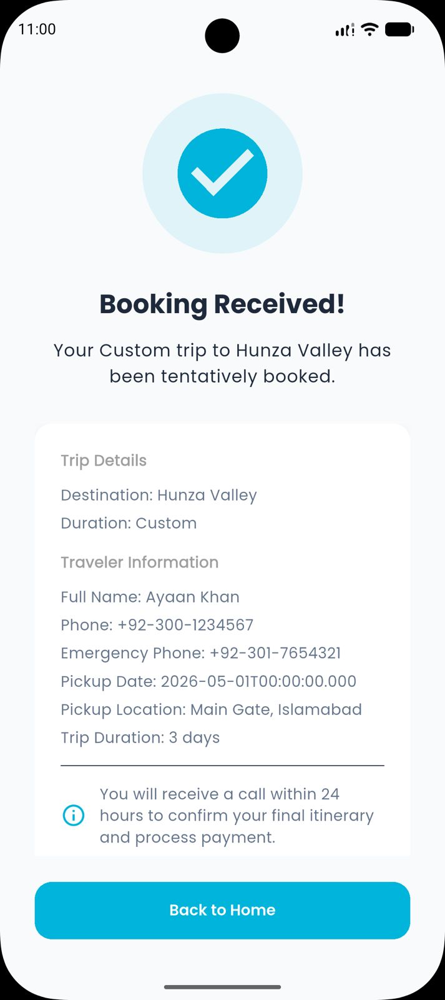 11:00
Booking Received!
Your Custom trip to Hunza Valley has
been tentatively booked.
Trip Details
Destination: Hunza Valley
Duration: Custom
Traveler Information
Full Name: Ayaan Khan
Phone: +92-300-1234567
Emergency Phone: +92-301-7654321
Pickup Date: 2026-05-01T00:00:00.000
Pickup Location: Main Gate, Islamabad
Trip Duration: 3 days
You will receive a call within 24
hours to confirm your final itinerary
and process payment.
Back to Home